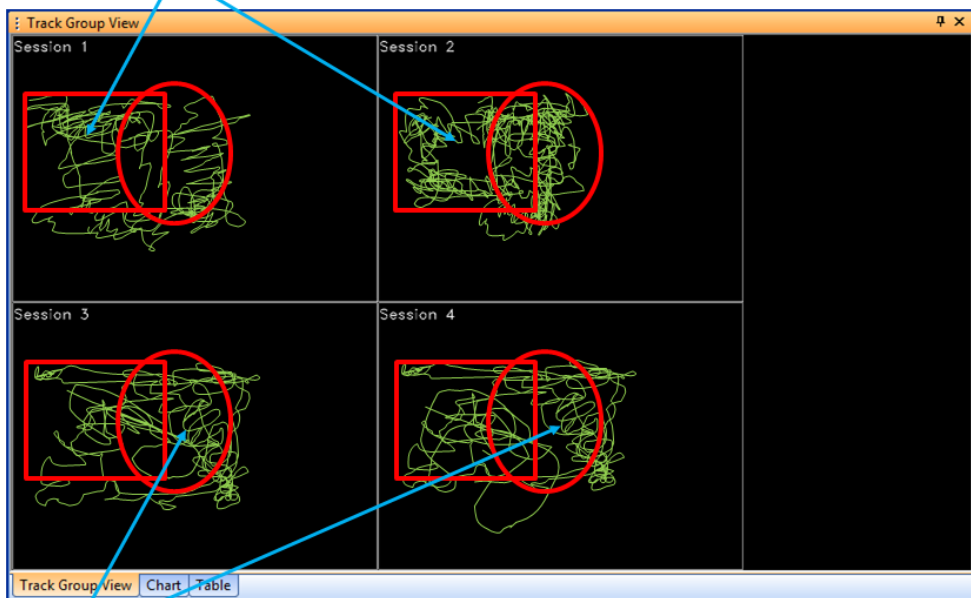 Track Group View
Session 1
Session 2
Session 3
Session 4
Track Group View Chart Table